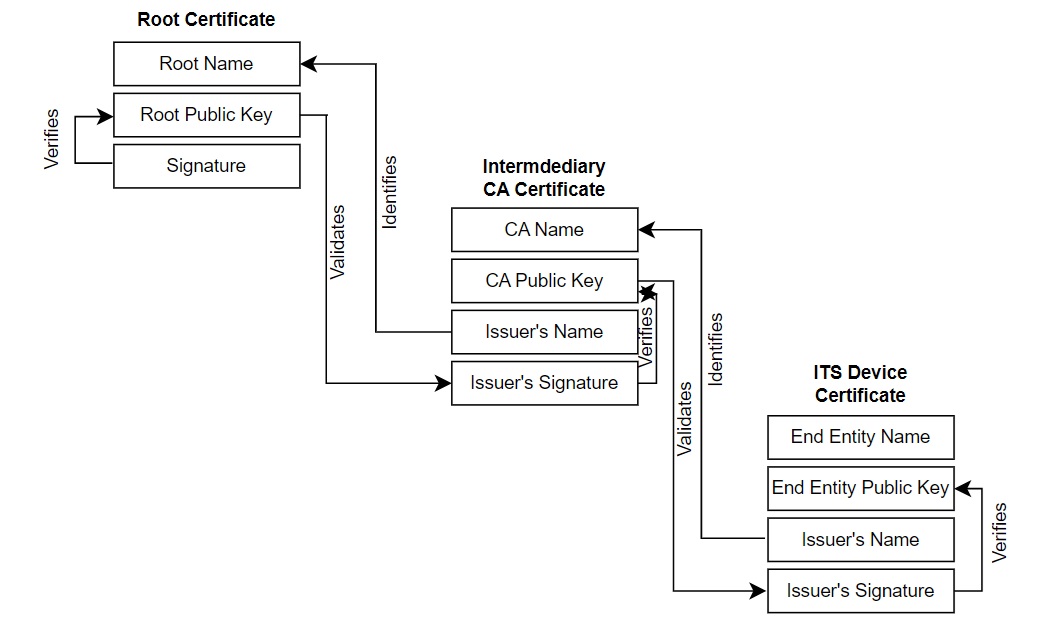 Root Certificate
Root Name
Root Public Key
Signature
Verifies
Validates
Identifies
Intermdediary
CA Certificate
CA Name
CA Public Key
Issuer's Name
Issuer's Signature
Verifies
Validates
Identifies
ITS Device
Certificate
End Entity Name
End Entity Public Key
Issuer's Name
Issuer's Signature
Verifies